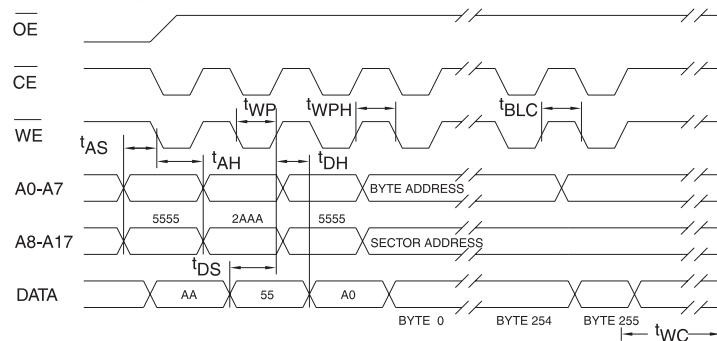 OE
CE
tWP tWPH tBLC
WE
tAS
tAH tDH
A0-A7 BYTE ADDRESS
5555 2AAA 5555
A8-A17 SECTOR ADDRESS
tDS
DATA AA 55 A0
BYTE 0 BYTE 254 BYTE 255
tWC